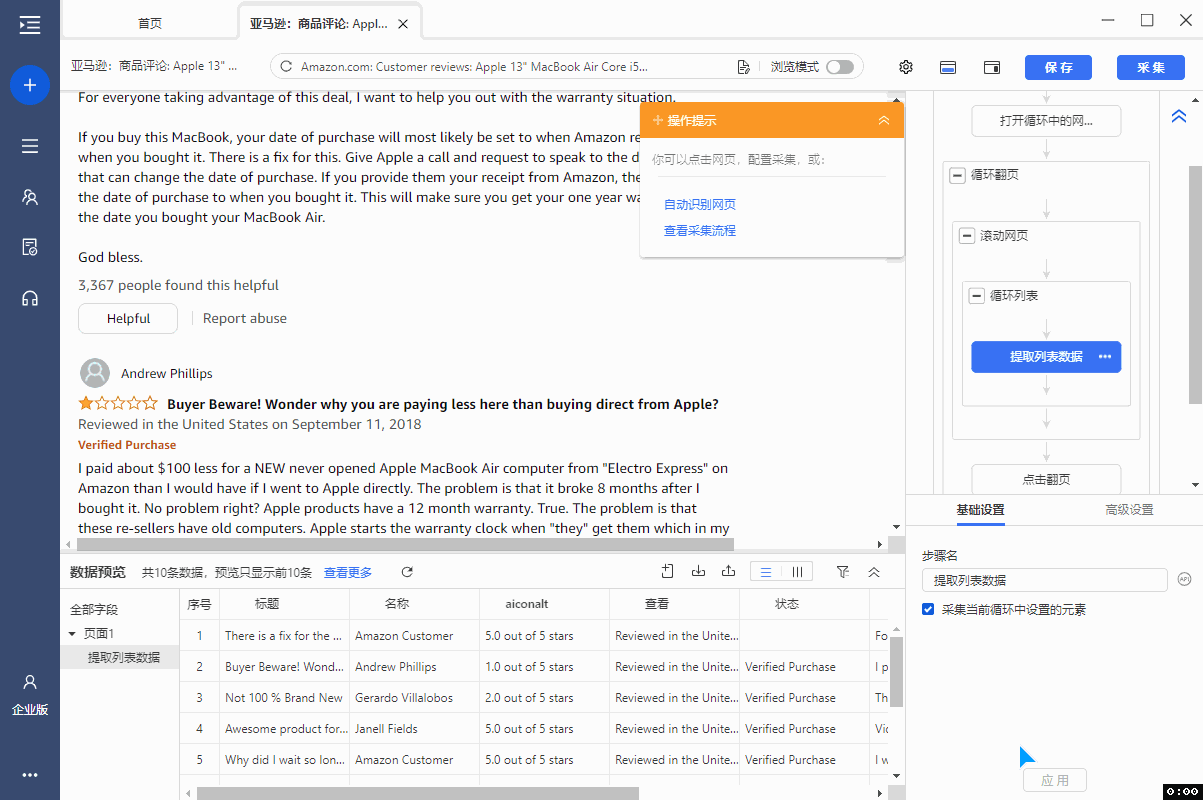 首页
亚马逊：商品评论: Appl...
亚马逊：商品评论: Apple 13" ...
Amazon.com: Customer reviews: Apple 13" MacBook Air Core i5...
浏览模式
保 存
采 集
For everyone taking advantage of this deal, I want to help you out with the warranty situation.
If you buy this MacBook, your date of purchase will most likely be set to when Amazon re
when you bought it. There is a fix for this. Give Apple a call and request to speak to the d
that can change the date of purchase. If you provide them your receipt from Amazon, the
the date of purchase to when you bought it. This will make sure you get your one year wa
the date you bought your MacBook Air.
God bless.
3,367 people found this helpful
Helpful
Report abuse
操作提示
你可以点击网页，配置采集，或：
自动识别网页
查看采集流程
Andrew Phillips
Buyer Beware! Wonder why you are paying less here than buying direct from Apple?
Reviewed in the United States on September 11, 2018
Verified Purchase
I paid about $100 less for a NEW never opened Apple MacBook Air computer from "Electro Express" on
Amazon than I would have if I went to Apple directly. The problem is that it broke 8 months after I
bought it. No problem right? Apple products have a 12 month warranty. True. The problem is that
these re-sellers have old computers. Apple starts the warranty clock when "they" get them which in my
打开循环中的网...
循环翻页
滚动网页
循环列表
提取列表数据
点击翻页
基础设置
高级设置
步骤名
提取列表数据
API
采集当前循环中设置的元素
应 用
数据预览
共10条数据，预览只显示前10条
查看更多
全部字段
页面1
提取列表数据
序号 标题 名称 aiconalt 查看 状态
1 There is a fix for the ... Amazon Customer 5.0 out of 5 stars Reviewed in the Unite... Fo
2 Buyer Beware! Wond... Andrew Phillips 1.0 out of 5 stars Reviewed in the Unite... Verified Purchase I p
3 Not 100 % Brand New Gerardo Villalobos 2.0 out of 5 stars Reviewed in the Unite... Verified Purchase Th
4 Awesome product for... Janell Fields 5.0 out of 5 stars Reviewed in the Unite... Verified Purchase Vic
5 Why did I wait so lon... Amazon Customer 5.0 out of 5 stars Reviewed in the Unite... Verified Purchase I w
企业版
0:00